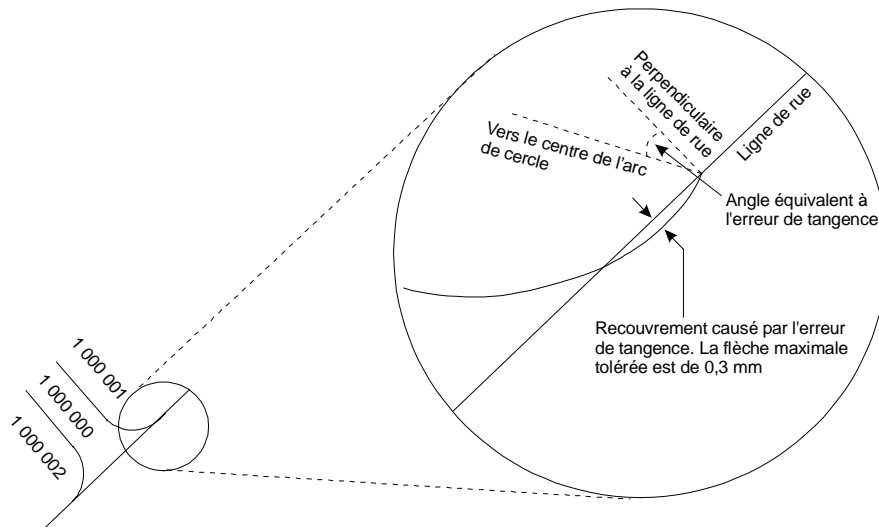 Perpendiculaire
à la ligne de rue
Ligne de rue
Vers le centre de l'arc
de cercle
Angle équivalent à
l'erreur de tangence
Recouvrement causé par l'erreur
de tangence. La flèche maximale
tolérée est de 0,3 mm
1 000 001
1 000 000
1 000 002